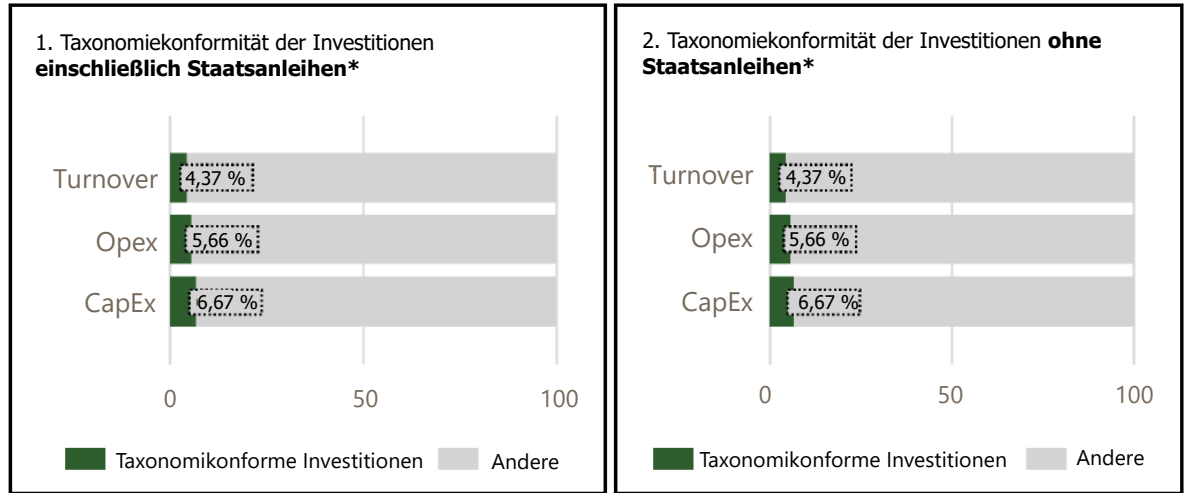 1. Taxonomiekonformität der Investitionen
einschließlich Staatsanleihen*
Turnover
4,37 %
Opex
5,66 %
CapEx
6,67 %
0 50 100
Taxonomikonforme Investitionen Andere
2. Taxonomiekonformität der Investitionen ohne
Staatsanleihen*
Turnover
4,37 %
Opex
5,66 %
CapEx
6,67 %
0 50 100
Taxonomikonforme Investitionen Andere